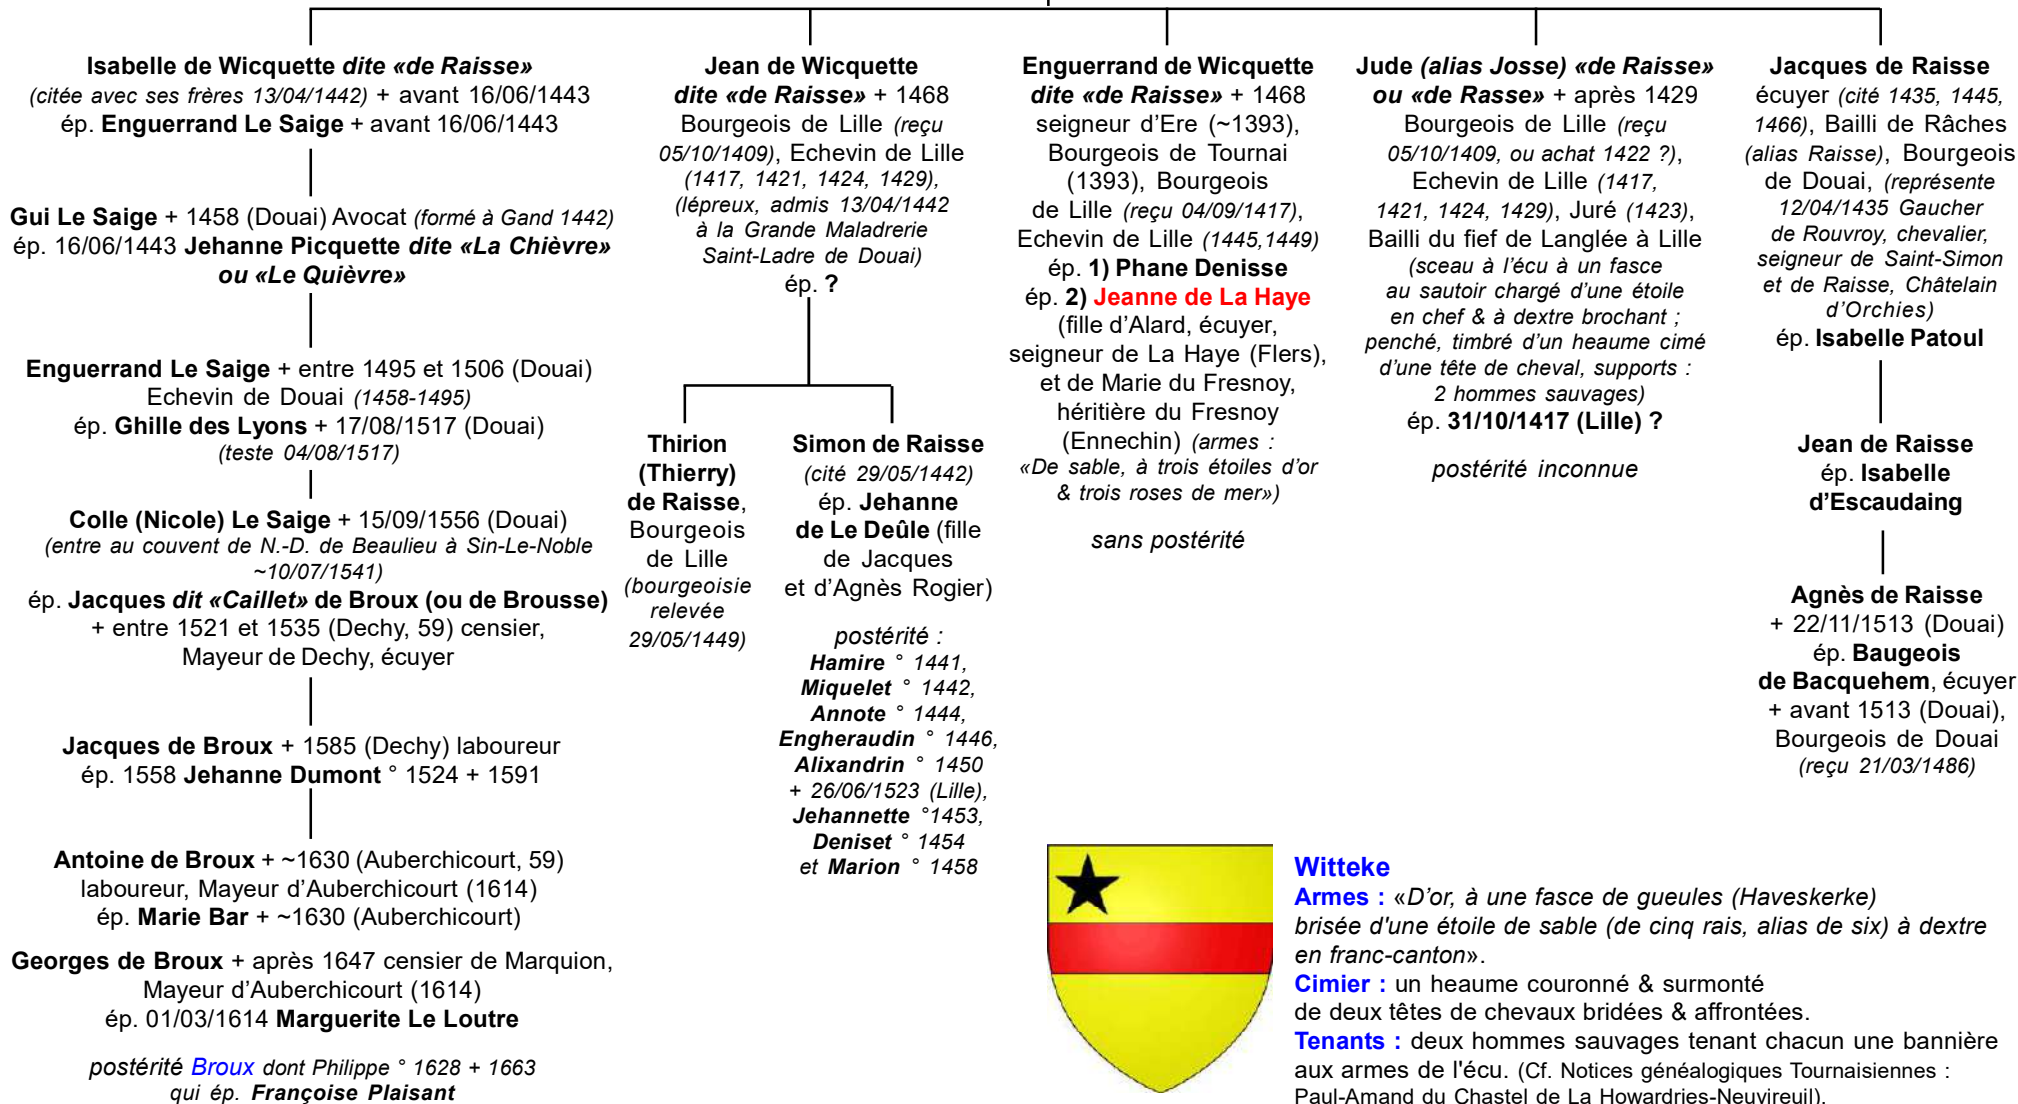 Isabelle de Wicquette dite «de Raisse»
(citée avec ses frères 13/04/1442) + avant 16/06/1443
ép. Enguerrand Le Saige + avant 16/06/1443
Gui Le Saige + 1458 (Douai) Avocat (formé à Gand 1442)
ép. 16/06/1443 Jehanne Picquette dite «La Chièvre»
ou «Le Quièvre»
Enguerrand Le Saige + entre 1495 et 1506 (Douai)
Echevin de Douai (1458-1495)
ép. Ghille des Lyons + 17/08/1517 (Douai)
(teste 04/08/1517)
Colle (Nicole) Le Saige + 15/09/1556 (Douai)
(entre au couvent de N.-D. de Beaulieu à Sin-Le-Noble
~10/07/1541)
ép. Jacques dit «Caillet» de Broux (ou de Brousse)
+ entre 1521 et 1535 (Dechy, 59) censier,
Mayeur de Dechy, écuyer
Jacques de Broux + 1585 (Dechy) laboureur
ép. 1558 Jehanne Dumont ° 1524 + 1591
Antoine de Broux + ~1630 (Auberchicourt, 59)
laboureur, Mayeur d'Auberchicourt (1614)
ép. Marie Bar + ~1630 (Auberchicourt)
Georges de Broux + après 1647 censier de Marquion,
Mayeur d'Auberchicourt (1614)
ép. 01/03/1614 Marguerite Le Loutre
postérité Broux dont Philippe ° 1628 + 1663
qui ép. Françoise Plaisant
Jean de Wicquette
dite «de Raisse» + 1468
Bourgeois de Lille (reçu
05/10/1409), Echevin de Lille
(1417, 1421, 1424, 1429),
(lépreux, admis 13/04/1442
à la Grande Maladrerie
Saint-Ladre de Douai)
ép. ?
Thirion
(Thierry)
de Raisse,
Bourgeois
de Lille
(bourgeoisie
relevée
29/05/1449)
Simon de Raisse
(cité 29/05/1442)
ép. Jehanne
de Le Deûle (fille
de Jacques
et d'Agnès Rogier)
postérité :
Hamire ° 1441,
Miquelet ° 1442,
Annote ° 1444,
Engheraudin ° 1446,
Alixandrin ° 1450
+ 26/06/1523 (Lille),
Jehannette °1453,
Deniset ° 1454
et Marion ° 1458
Enguerrand de Wicquette
dite «de Raisse» + 1468
seigneur d'Ere (~1393),
Bourgeois de Tournai
(1393), Bourgeois
de Lille (reçu 04/09/1417),
Echevin de Lille (1445,1449)
ép. 1) Phane Denisse
ép. 2) Jeanne de La Haye
(fille d'Alard, écuyer,
seigneur de La Haye (Flers),
et de Marie du Fresnoy,
héritière du Fresnoy
(Ennechin) (armes :
«De sable, à trois étoiles d'or
& trois roses de mer»)
sans postérité
Jude (alias Josse) «de Raisse»
ou «de Rasse» + après 1429
Bourgeois de Lille (reçu
05/10/1409, ou achat 1422 ?),
Echevin de Lille (1417,
1421, 1424, 1429), Juré (1423),
Bailli du fief de Langlée à Lille
(sceau à l'écu à un fasce
au sautoir chargé d'une étoile
en chef & à dextre brochant ;
penché, timbré d'un heaume cimé
d'une tête de cheval, supports :
2 hommes sauvages)
ép. 31/10/1417 (Lille) ?
postérité inconnue
Jacques de Raisse
écuyer (cité 1435, 1445,
1466), Bailli de Râches
(alias Raisse), Bourgeois
de Douai, (représente
12/04/1435 Gaucher
de Rouvroy, chevalier,
seigneur de Saint-Simon
et de Raisse, Châtelain
d'Orchies)
ép. Isabelle Patoul
Jean de Raisse
ép. Isabelle
d'Escaudaing
Agnès de Raisse
+ 22/11/1513 (Douai)
ép. Baugeois
de Bacquehem, écuyer
+ avant 1513 (Douai),
Bourgeois de Douai
(reçu 21/03/1486)
Witteke
Armes : «D'or, à une fasce de gueules (Haveskerke)
brisée d'une étoile de sable (de cinq rais, alias de six) à dextre
en franc-canton».
Cimier : un heaume couronné & surmonté
de deux têtes de chevaux bridées & affrontées.
Tenants : deux hommes sauvages tenant chacun une bannière
aux armes de l'écu. (Cf. Notices généalogiques Tournaisiennes :
Paul-Amand du Chastel de La Howardries-Neuvireuil).